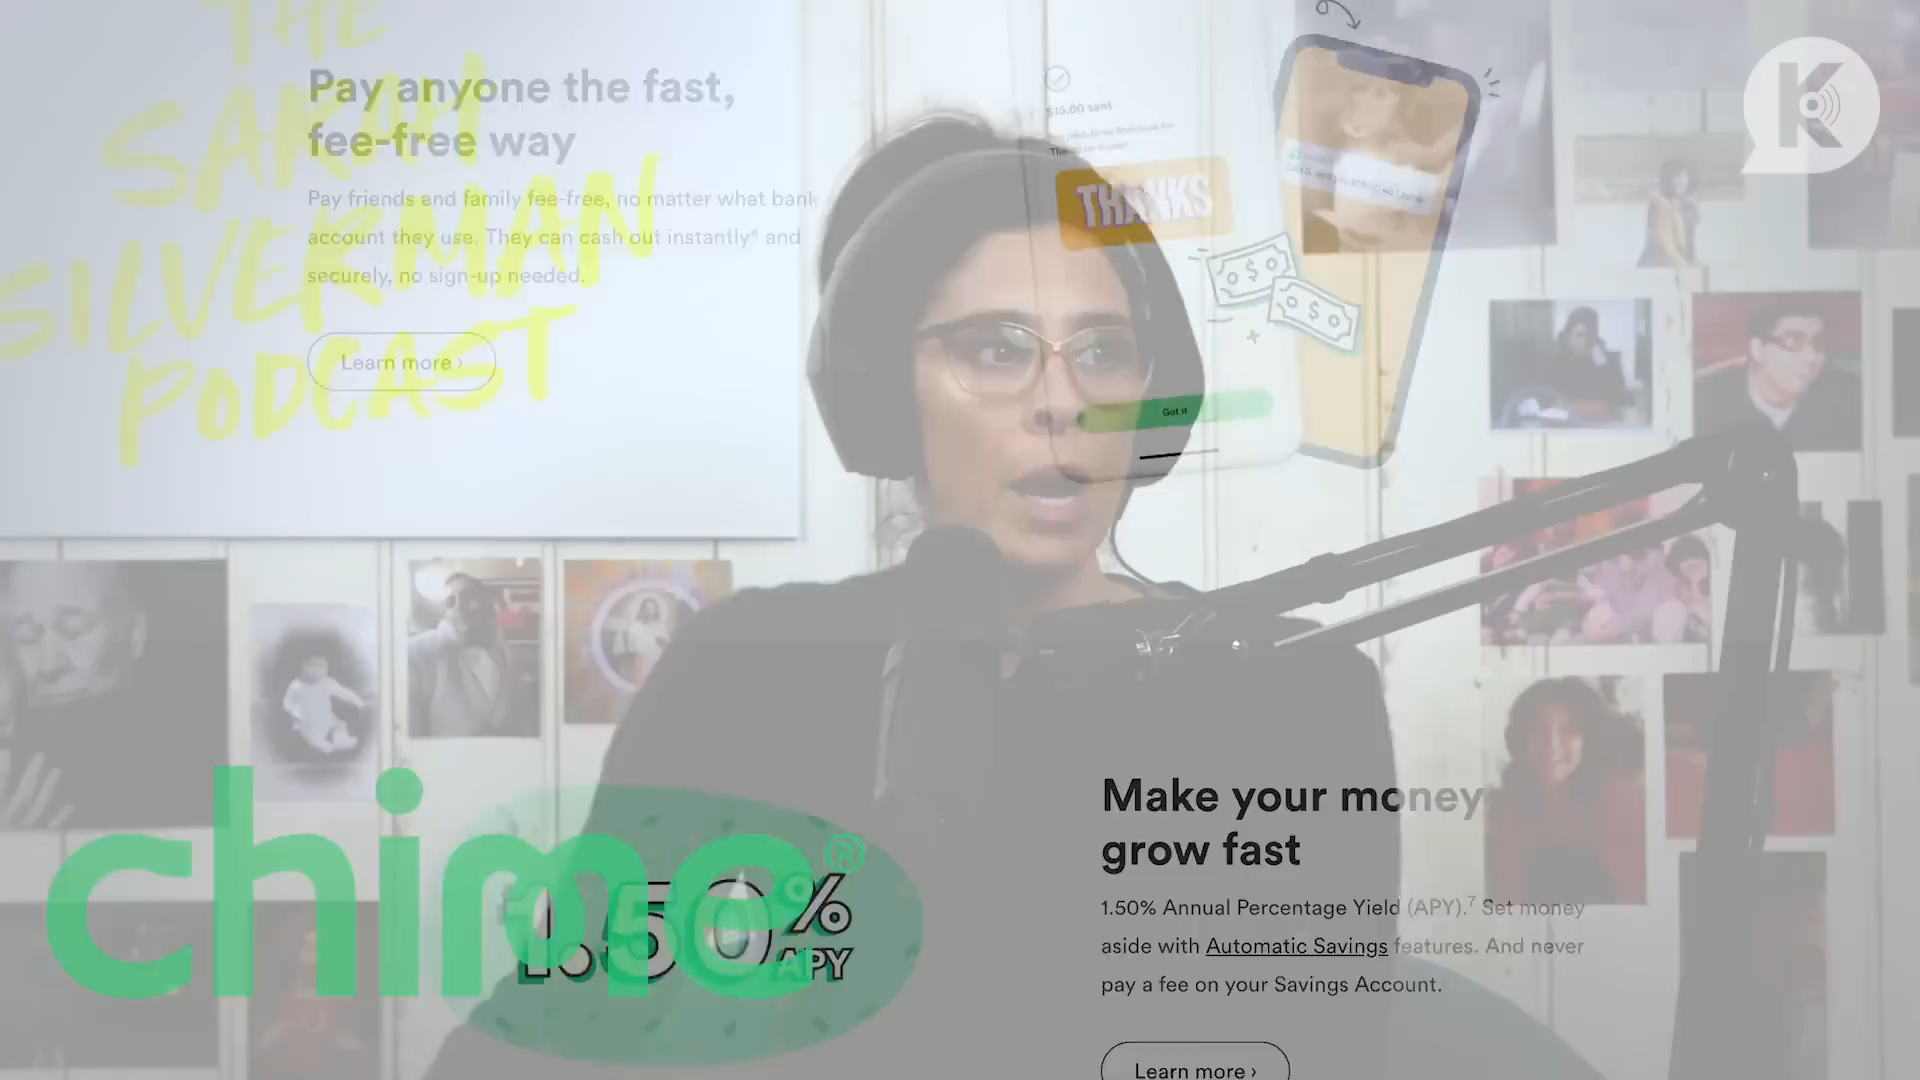 THE
SARAH
SILVERMAN
PODCAST
Pay anyone the fast,
fee-free way
Pay friends and family fee-free, no matter what bank
account they use. They can cash out instantly⁶ and
securely, no sign-up needed.
Learn more ›
$15.00 sent
THANKS
Got it
K
chime®
1.50%
APY
Make your money
grow fast
1.50% Annual Percentage Yield (APY).⁷ Set money
aside with Automatic Savings features. And never
pay a fee on your Savings Account.
Learn more ›